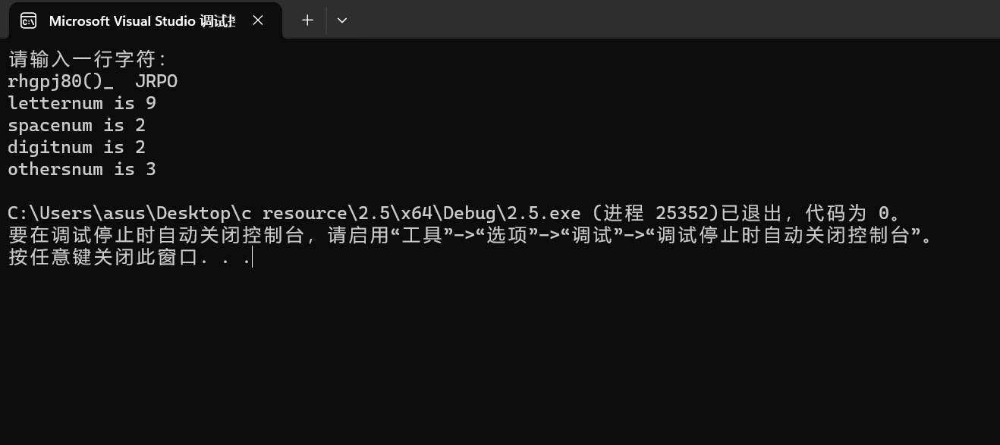 Microsoft Visual Studio 调试控
请输入一行字符：
rhgpj80()_  JRPO
letternum is 9
spacenum is 2
digitnum is 2
othersnum is 3
C:\Users\asus\Desktop\c resource\2.5\x64\Debug\2.5.exe (进程 25352)已退出，代码为 0。
要在调试停止时自动关闭控制台，请启用“工具”->“选项”->“调试”->“调试停止时自动关闭控制台”。
按任意键关闭此窗口. . .